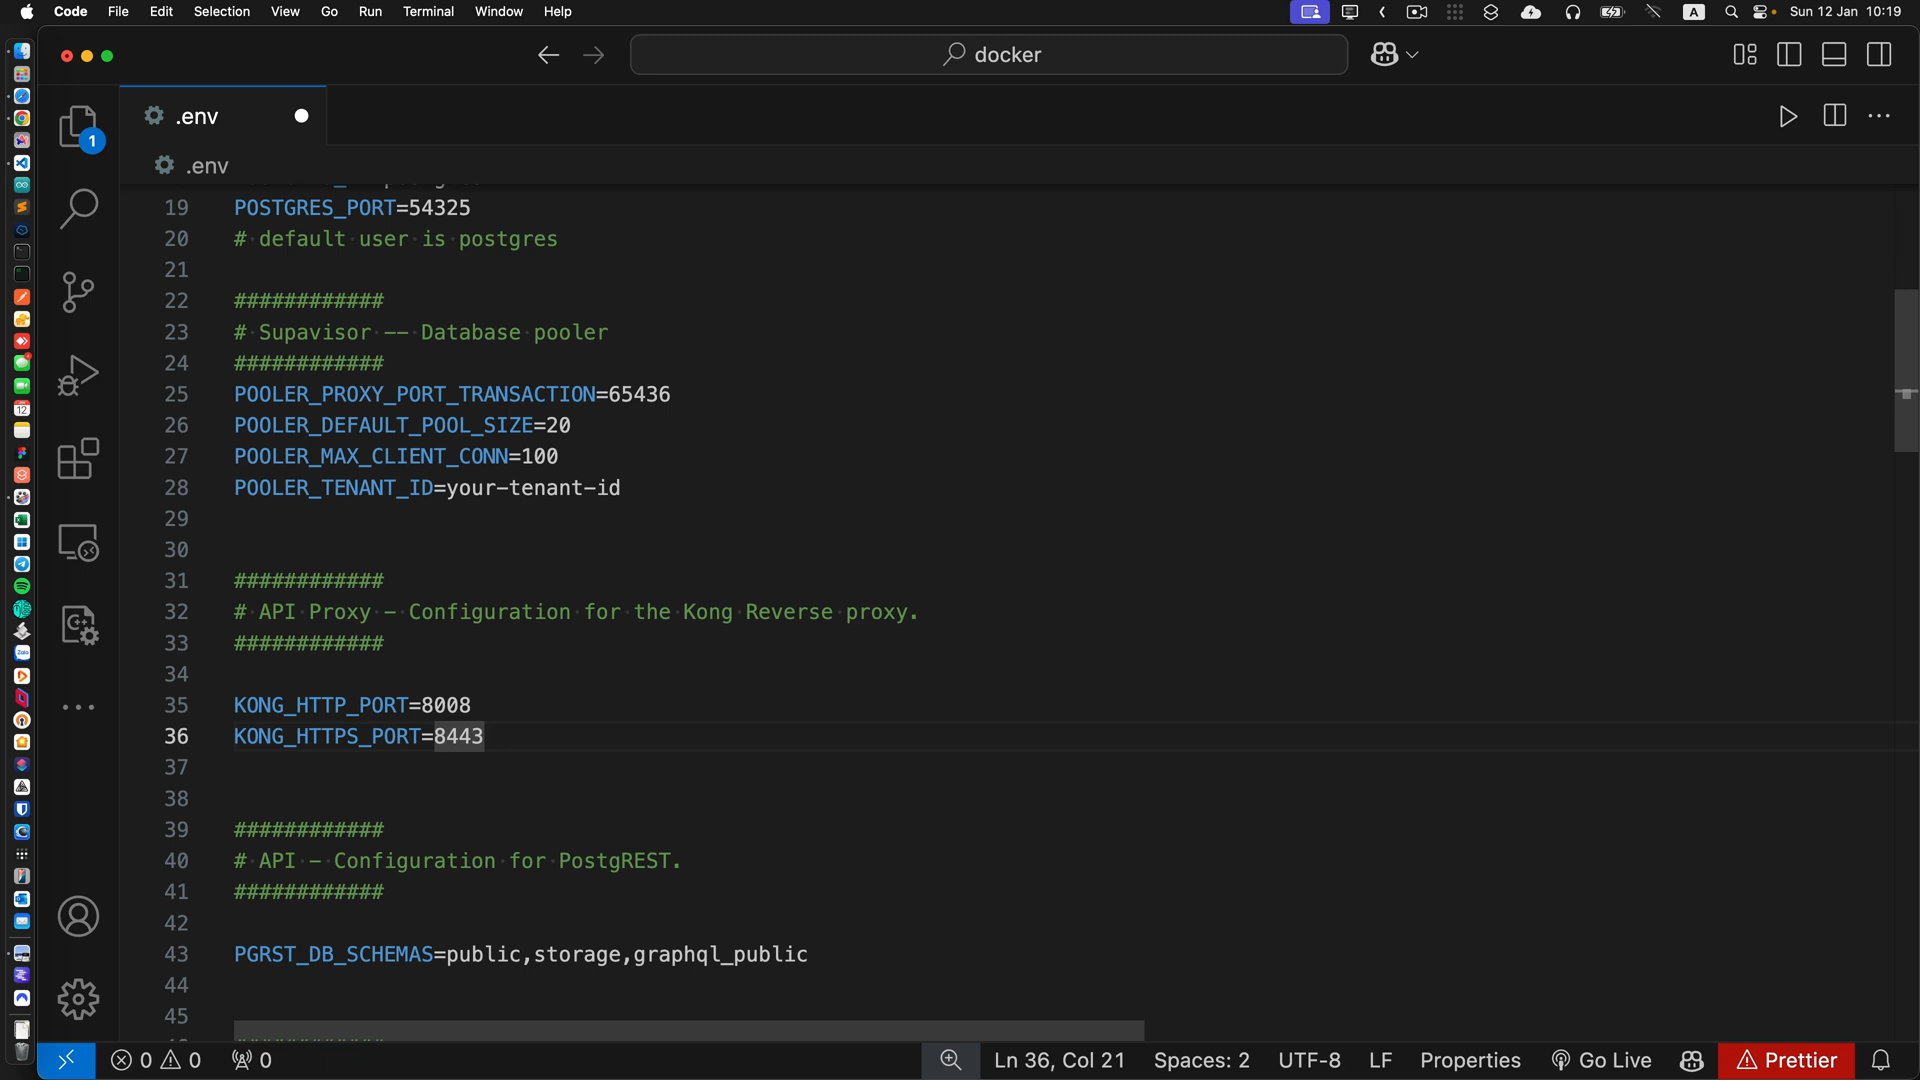 Code File Edit Selection View Go Run Terminal Window Help
A Sun 12 Jan 10:19
docker
.env
1
.env
19 POSTGRES_PORT=54325
20 # default user is postgres
21
22 ############
23 # Supavisor -- Database pooler
24 ############
25 POOLER_PROXY_PORT_TRANSACTION=65436
26 POOLER_DEFAULT_POOL_SIZE=20
27 POOLER_MAX_CLIENT_CONN=100
28 POOLER_TENANT_ID=your-tenant-id
29
30
31 ############
32 # API Proxy - Configuration for the Kong Reverse proxy.
33 ############
34
35 KONG_HTTP_PORT=8008
36 KONG_HTTPS_PORT=8443
37
38
39 ############
40 # API - Configuration for PostgREST.
41 ############
42
43 PGRST_DB_SCHEMAS=public,storage,graphql_public
44
45
0 0 0 Ln 36, Col 21 Spaces: 2 UTF-8 LF Properties Go Live Prettier